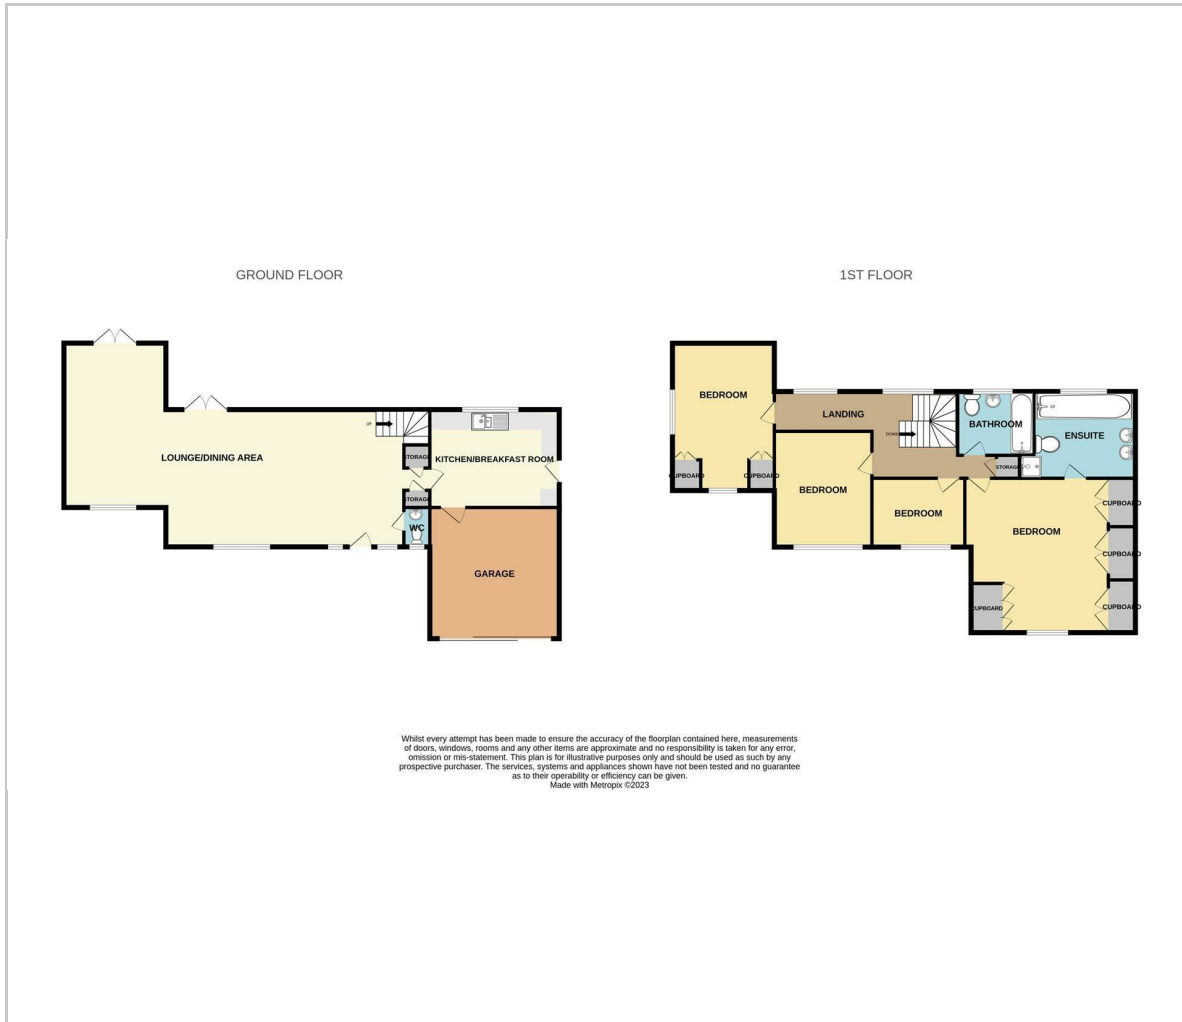 GROUND FLOOR
1ST FLOOR
LOUNGE/DINING AREA
UP
STORAGE
STORAGE
KITCHEN/BREAKFAST ROOM
WC
GARAGE
BEDROOM
CUPBOARD
CUPBOARD
LANDING
DOWN
BATHROOM
ENSUITE
STORAGE
BEDROOM
BEDROOM
BEDROOM
CUPBOARD
CUPBOARD
CUPBOARD
CUPBOARD
Whilst every attempt has been made to ensure the accuracy of the floorplan contained here, measurements
of doors, windows, rooms and any other items are approximate and no responsibility is taken for any error,
omission or mis-statement. This plan is for illustrative purposes only and should be used as such by any
prospective purchaser. The services, systems and appliances shown have not been tested and no guarantee
as to their operability or efficiency can be given.
Made with Metropix ©2023